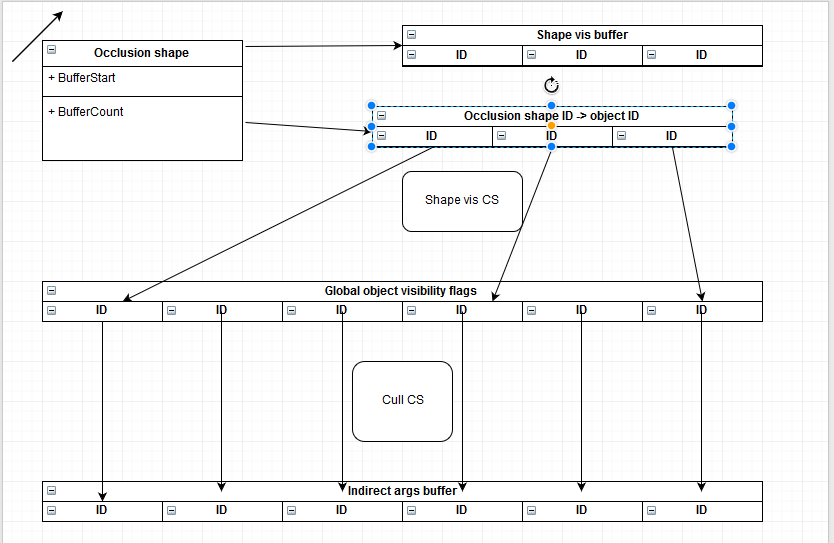 Shape vis buffer
ID ID ID
Occlusion shape
+ BufferStart
+ BufferCount
Occlusion shape ID -> object ID
ID ID ID
Shape vis CS
Global object visibility flags
ID ID ID ID ID ID
Cull CS
Indirect args buffer
ID ID ID ID ID ID